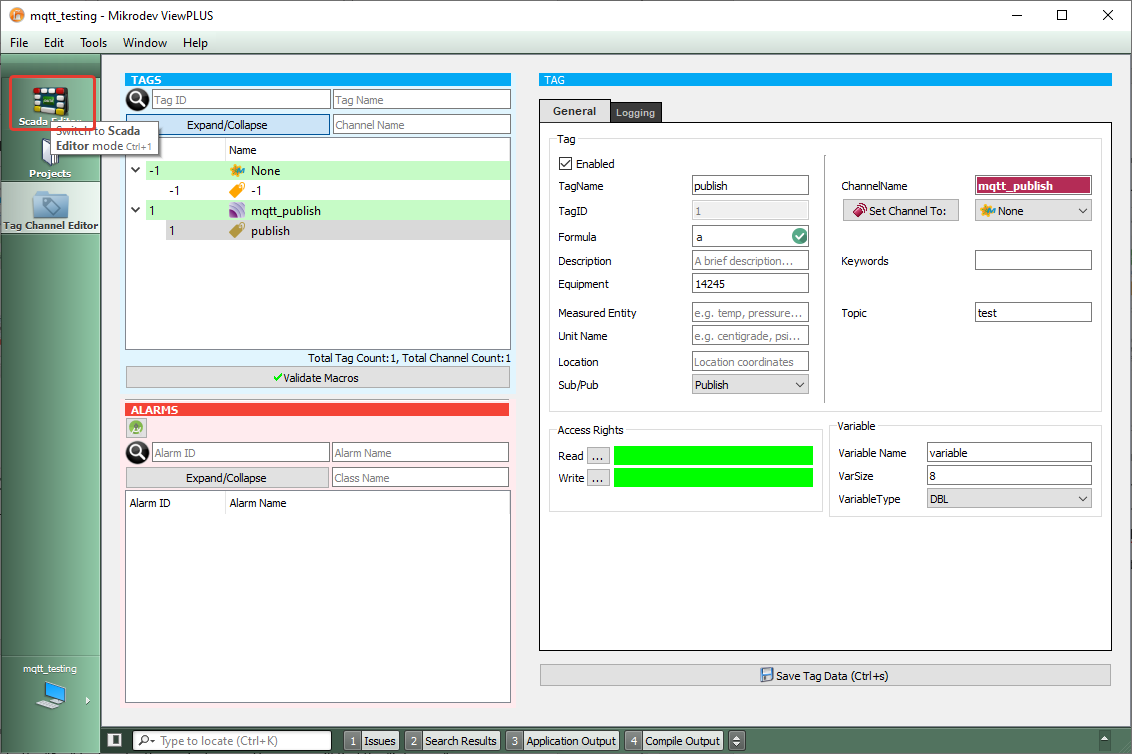 mqtt_testing - Mikrodev ViewPLUS
File Edit Tools Window Help
Scada Editor
Switch to Scada
Editor mode Ctrl+1
Projects
Tag Channel Editor
mqtt_testing
TAGS
Tag ID Tag Name
Expand/Collapse Channel Name
Name
-1 None
-1 -1
1 mqtt_publish
1 publish
Total Tag Count:1, Total Channel Count:1
Validate Macros
ALARMS
Alarm ID Alarm Name
Expand/Collapse Class Name
Alarm ID Alarm Name
TAG
General Logging
Tag
Enabled
TagName publish ChannelName mqtt_publish
TagID 1 Set Channel To: None
Formula a
Description A brief description... Keywords
Equipment 14245
Measured Entity e.g. temp, pressure... Topic test
Unit Name e.g. centigrade, psi...
Location Location coordinates
Sub/Pub Publish
Access Rights
Read ...
Write ...
Variable
Variable Name variable
VarSize 8
VariableType DBL
Save Tag Data (Ctrl+s)
Type to locate (Ctrl+K) 1 Issues 2 Search Results 3 Application Output 4 Compile Output